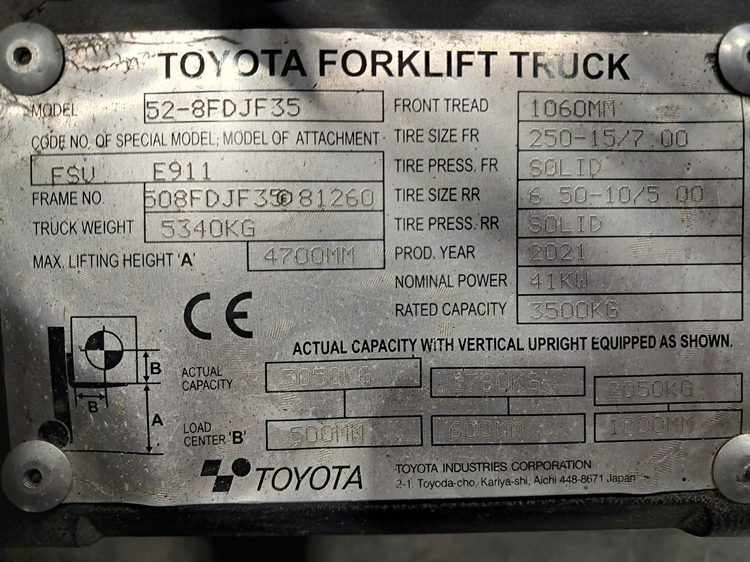 TOYOTA FORKLIFT TRUCK
MODEL 52-8FDJF35 FRONT TREAD 1060MM
CODE NO. OF SPECIAL MODEL; MODEL OF ATTACHMENT TIRE SIZE FR 250-15/7.00
FSV E911 TIRE PRESS. FR SOLID
FRAME NO. 508FDJF35©81260 TIRE SIZE RR 6.50-10/5.00
TRUCK WEIGHT 5340KG TIRE PRESS. RR SOLID
MAX. LIFTING HEIGHT 'A' 4700MM PROD. YEAR 2021
NOMINAL POWER 41KW
RATED CAPACITY 3500KG
CE
ACTUAL CAPACITY WITH VERTICAL UPRIGHT EQUIPPED AS SHOWN.
B
B
A
ACTUAL
CAPACITY
LOAD
CENTER 'B' 500MM 600MM
TOYOTA
TOYOTA INDUSTRIES CORPORATION
2-1, Toyoda-cho, Kariya-shi, Aichi 448-8671 Japan